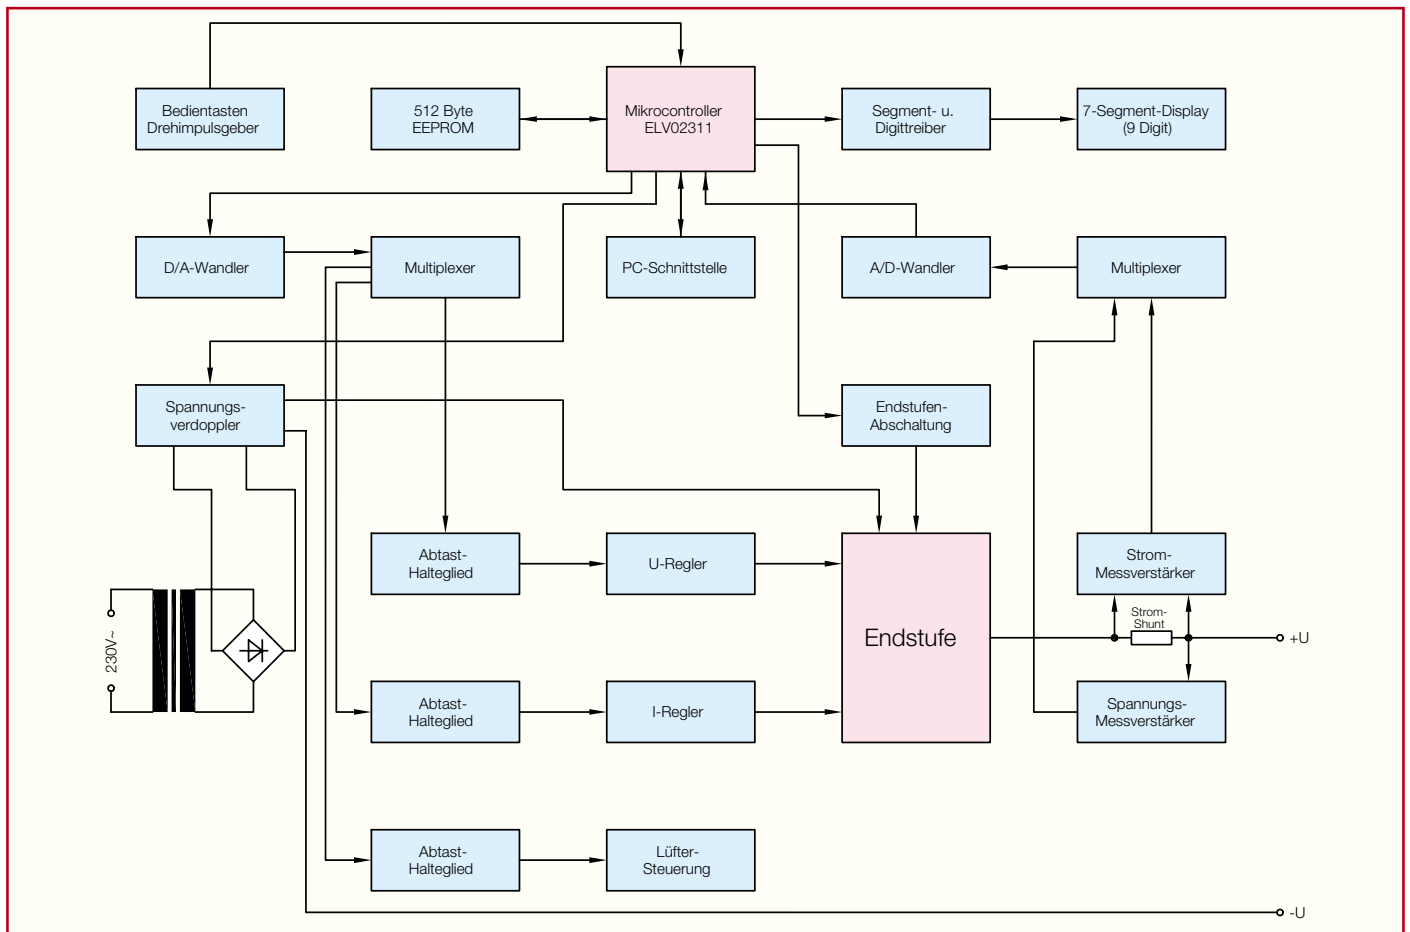 Bedientasten
Drehimpulsgeber
512 Byte
EEPROM
Mikrocontroller
ELV02311
Segment- u.
Digittreiber
7-Segment-Display
(9 Digit)
D/A-Wandler
Multiplexer
PC-Schnittstelle
A/D-Wandler
Multiplexer
Spannungs-
verdoppler
Endstufen-
Abschaltung
Abtast-
Halteglied
U-Regler
Strom-
Messverstärker
230V~
Endstufe
Strom-
Shunt
+U
Abtast-
Halteglied
I-Regler
Spannungs-
Messverstärker
Abtast-
Halteglied
Lüfter-
Steuerung
-U